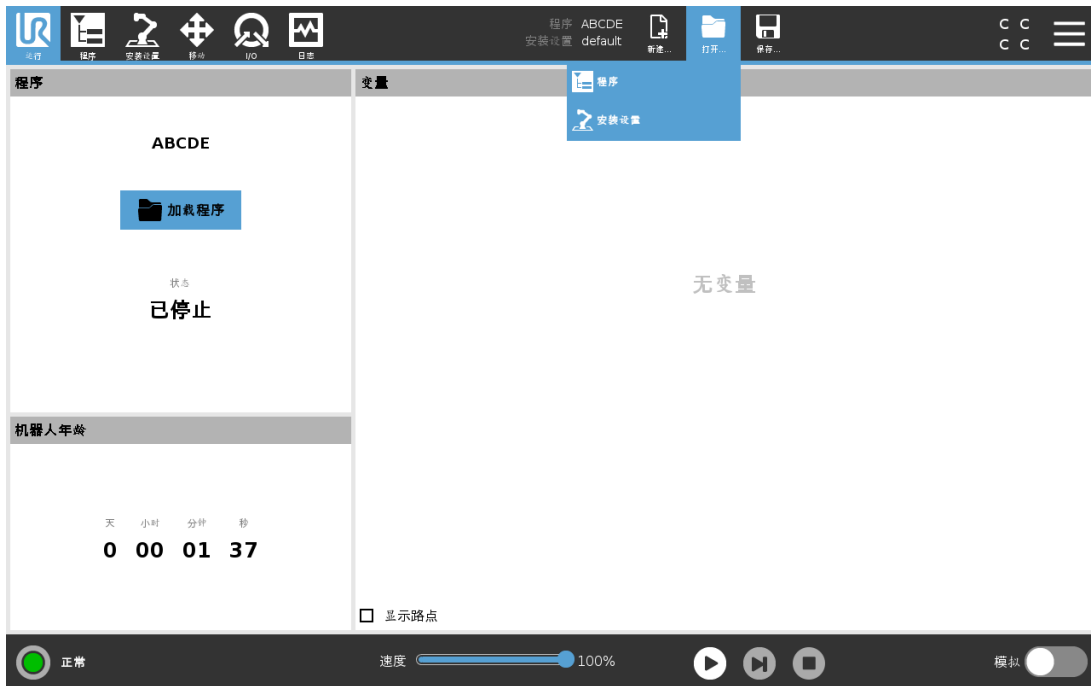 UR
运行
程序
安装设置
移动
I/O
日志
程序 ABCDE
安装设置 default
新建...
打开...
保存...
C C
C C
程序
安装设置
程序
变量
ABCDE
加载程序
状态
已停止
无变量
机器人年龄
天 小时 分钟 秒
0 00 01 37
显示路点
正常
速度 100%
模拟